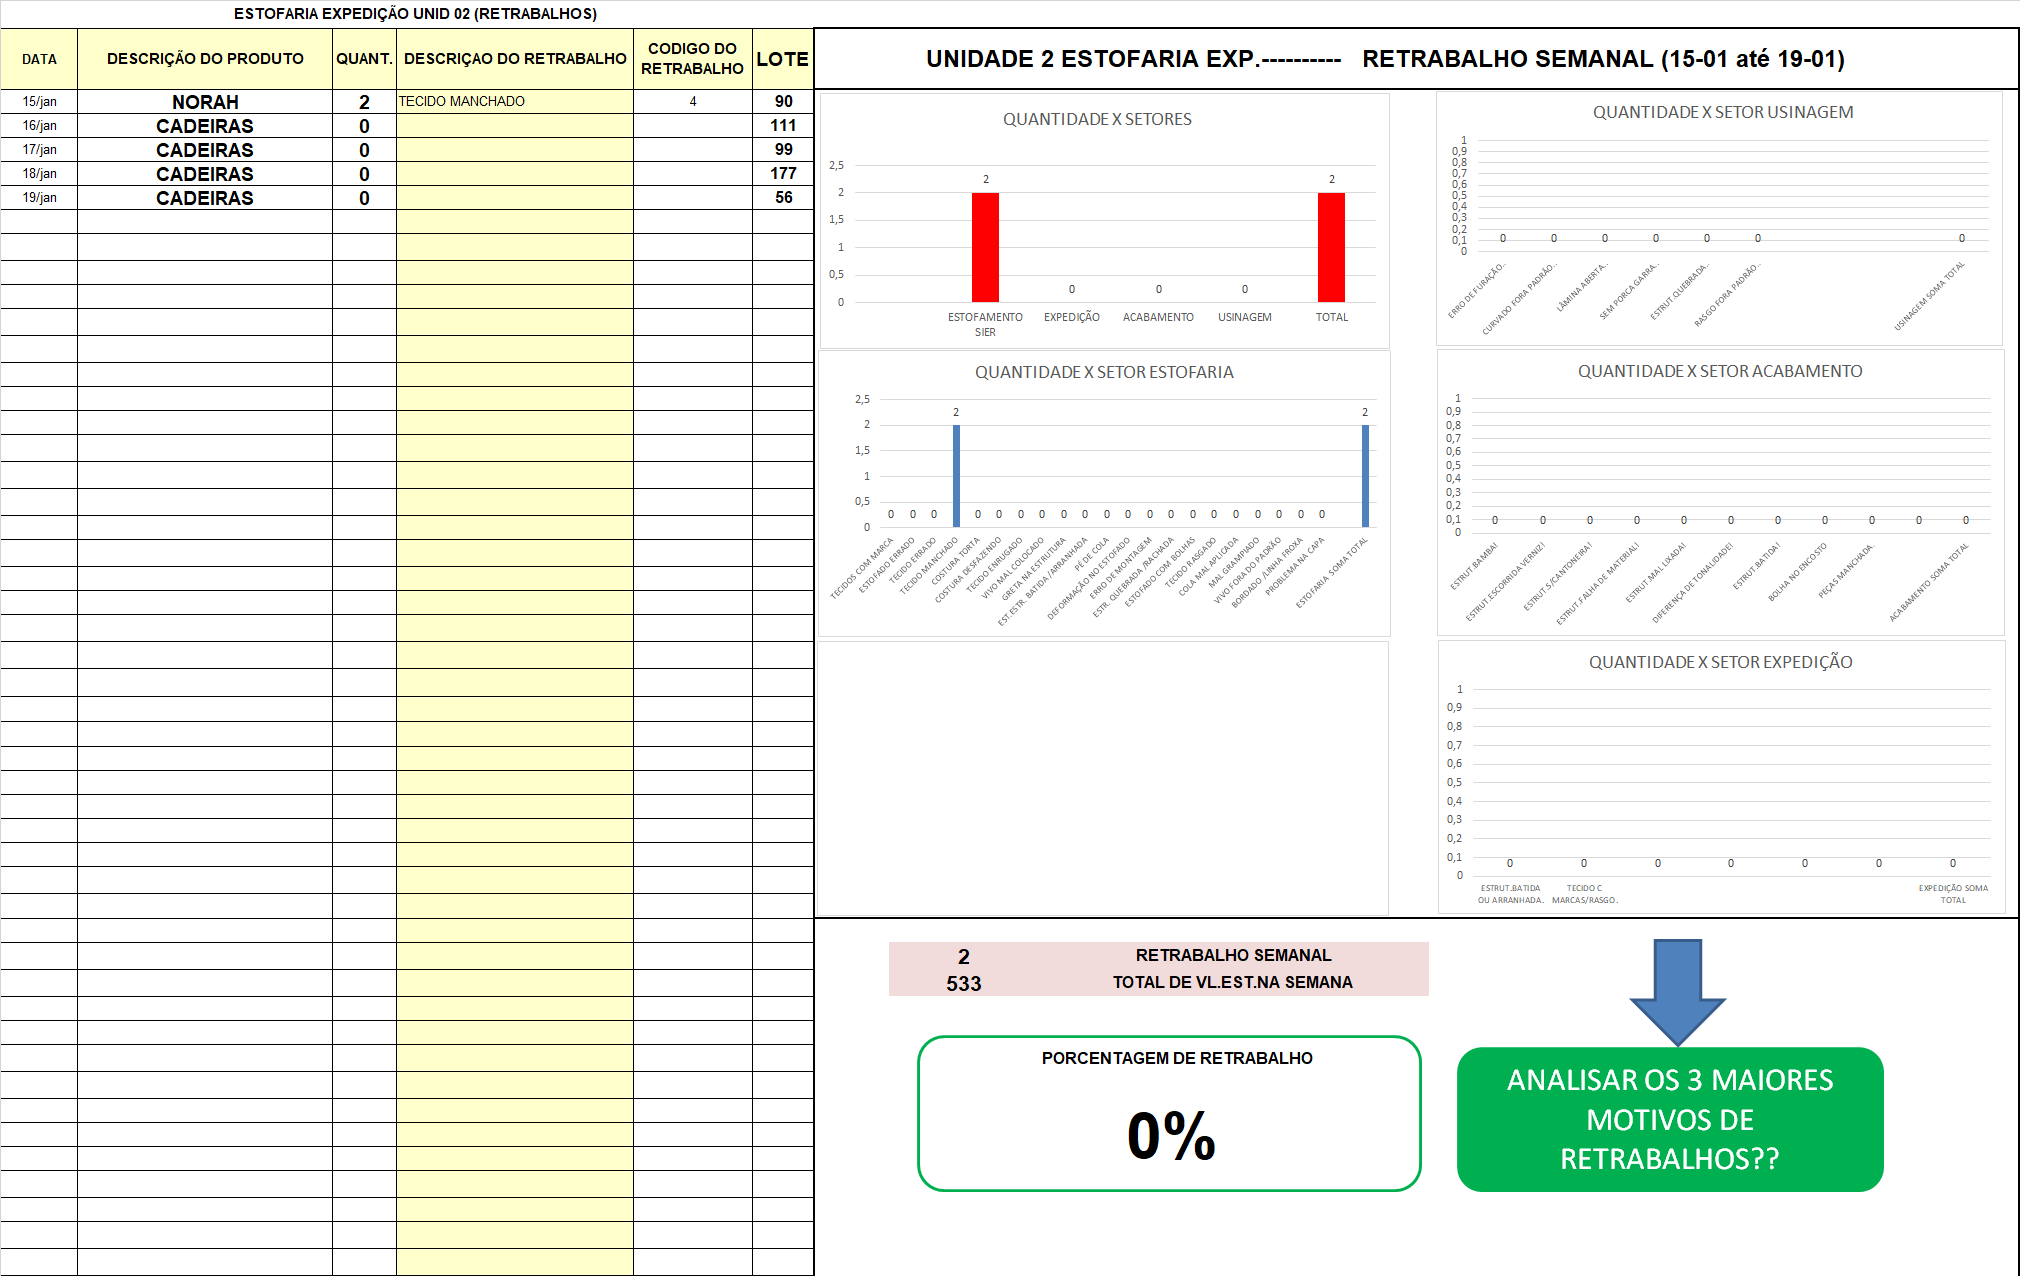 ESTOFARIA EXPEDIÇÃO UNID 02 (RETRABALHOS)
DATA DESCRIÇÃO DO PRODUTO QUANT. DESCRIÇAO DO RETRABALHO CODIGO DO RETRABALHO LOTE
15/jan NORAH 2 TECIDO MANCHADO 4 90
16/jan CADEIRAS 0 111
17/jan CADEIRAS 0 99
18/jan CADEIRAS 0 177
19/jan CADEIRAS 0 56
UNIDADE 2 ESTOFARIA EXP.---------- RETRABALHO SEMANAL (15-01 até 19-01)
QUANTIDADE X SETORES
2,5
2
1,5
1
0,5
0
2 0 0 0 2
ESTOFAMENTO SIER EXPEDIÇÃO ACABAMENTO USINAGEM TOTAL
QUANTIDADE X SETOR USINAGEM
1
0,9
0,8
0,7
0,6
0,5
0,4
0,3
0,2
0,1
0
0 0 0 0 0 0 0
ERRO DE FURAÇÃO..
CURVADO FORA PADRÃO..
LÂMINA ABERTA..
SEM PORCA GARRA..
ESTRUT.QUEBRADA..
RASGO FORA PADRÃO..
USINAGEM SOMA TOTAL
QUANTIDADE X SETOR ESTOFARIA
2,5
2
1,5
1
0,5
0
0 0 0 2 0 0 0 0 0 0 0 0 0 0 0 0 0 0 0 0 0 2
TECIDOS COM MARCA
ESTOFADO ERRADO
TECIDO ERRADO
TECIDO MANCHADO
COSTURA TORTA
COSTURA DESFAZENDO
TECIDO ENRUGADO
VIVO MAL COLOCADO
GRETA NA ESTRUTURA
EST.ESTR. BATIDA /ARRANHADA
PÉ DE COLA
DEFORMAÇÃO NO ESTOFADO
ERRO DE MONTAGEM
ESTR. QUEBRADA /RACHADA
ESTOFADO COM BOLHAS
TECIDO RASGADO
COLA MAL APLICADA
MAL GRAMPIADO
VIVO FORA DO PADRÃO
BORDADO /LINHA FROXA
PROBLEMA NA CAPA
ESTOFARIA SOMA TOTAL
QUANTIDADE X SETOR ACABAMENTO
1
0,9
0,8
0,7
0,6
0,5
0,4
0,3
0,2
0,1
0
0 0 0 0 0 0 0 0 0 0 0
ESTRUT.BAMBA!
ESTRUT.ESCORRIDA VERNIZ!
ESTRUT.S/CANTONEIRA!
ESTRUT.FALHA DE MATERIAL!
ESTRUT.MAL LIXADA!
DIFERENÇA DE TONAUDADE!
ESTRUT.BATIDA!
BOLHA NO ENCOSTO
PEÇAS MANCHADA.
ACABAMENTO SOMA TOTAL
QUANTIDADE X SETOR EXPEDIÇÃO
1
0,9
0,8
0,7
0,6
0,5
0,4
0,3
0,2
0,1
0
0 0 0 0 0 0 0
ESTRUT.BATIDA OU ARRANHADA. TECIDO C MARCAS/RASGO. EXPEDIÇÃO SOMA TOTAL
2 RETRABALHO SEMANAL
533 TOTAL DE VL.EST.NA SEMANA
PORCENTAGEM DE RETRABALHO
0%
ANALISAR OS 3 MAIORES
MOTIVOS DE
RETRABALHOS??